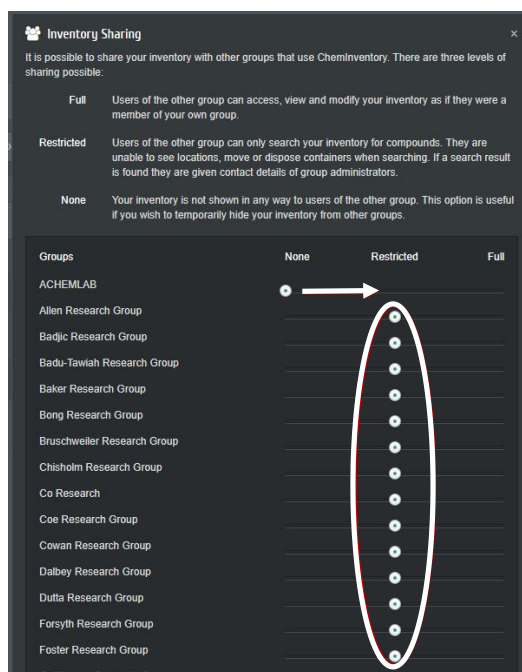 Inventory Sharing ×
It is possible to share your inventory with other groups that use ChemInventory. There are three levels of
sharing possible:
Full Users of the other group can access, view and modify your inventory as if they were a
member of your own group.
Restricted Users of the other group can only search your inventory for compounds. They are
unable to see locations, move or dispose containers when searching. If a search result
is found they are given contact details of group administrators.
None Your inventory is not shown in any way to users of the other group. This option is useful
if you wish to temporarily hide your inventory from other groups.
Groups None Restricted Full
ACHEMLAB
Allen Research Group
Badjic Research Group
Badu-Tawiah Research Group
Baker Research Group
Bong Research Group
Bruschweiler Research Group
Chisholm Research Group
Co Research
Coe Research Group
Cowan Research Group
Dalbey Research Group
Dutta Research Group
Forsyth Research Group
Foster Research Group